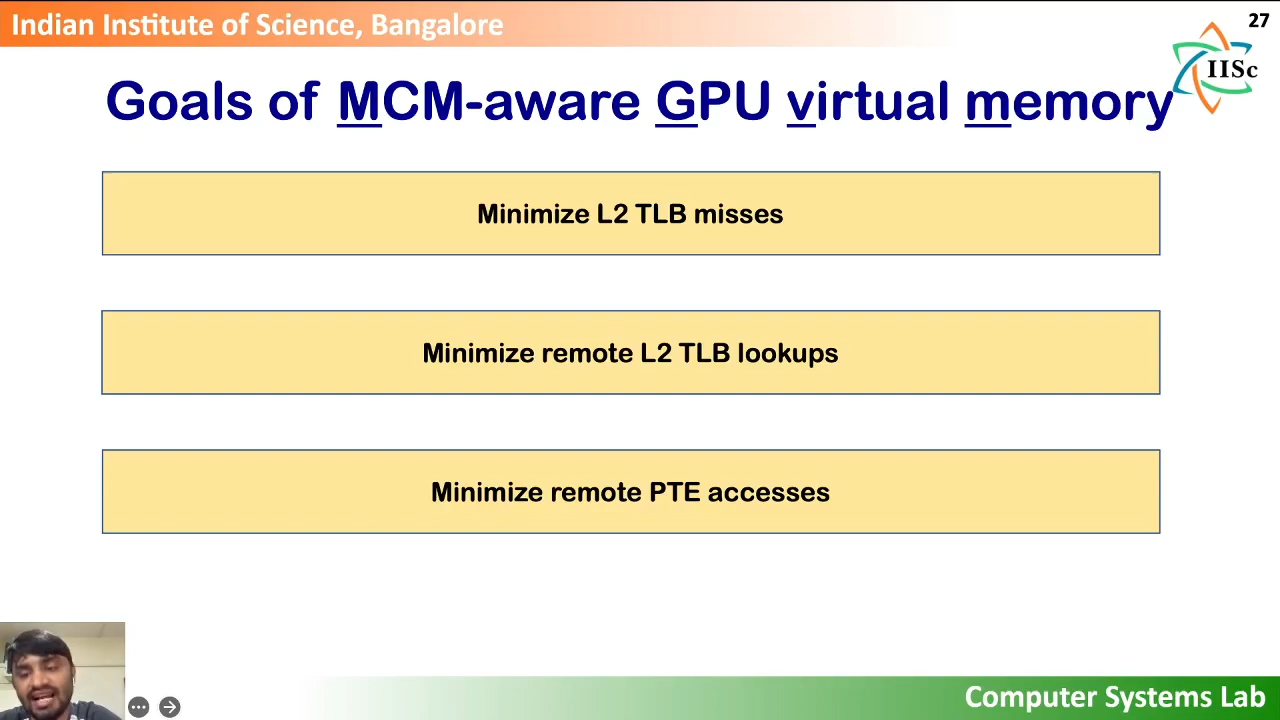 Indian Institute of Science, Bangalore
27
IISc
Goals of MCM-aware GPU virtual memory
Minimize L2 TLB misses
Minimize remote L2 TLB lookups
Minimize remote PTE accesses
Computer Systems Lab